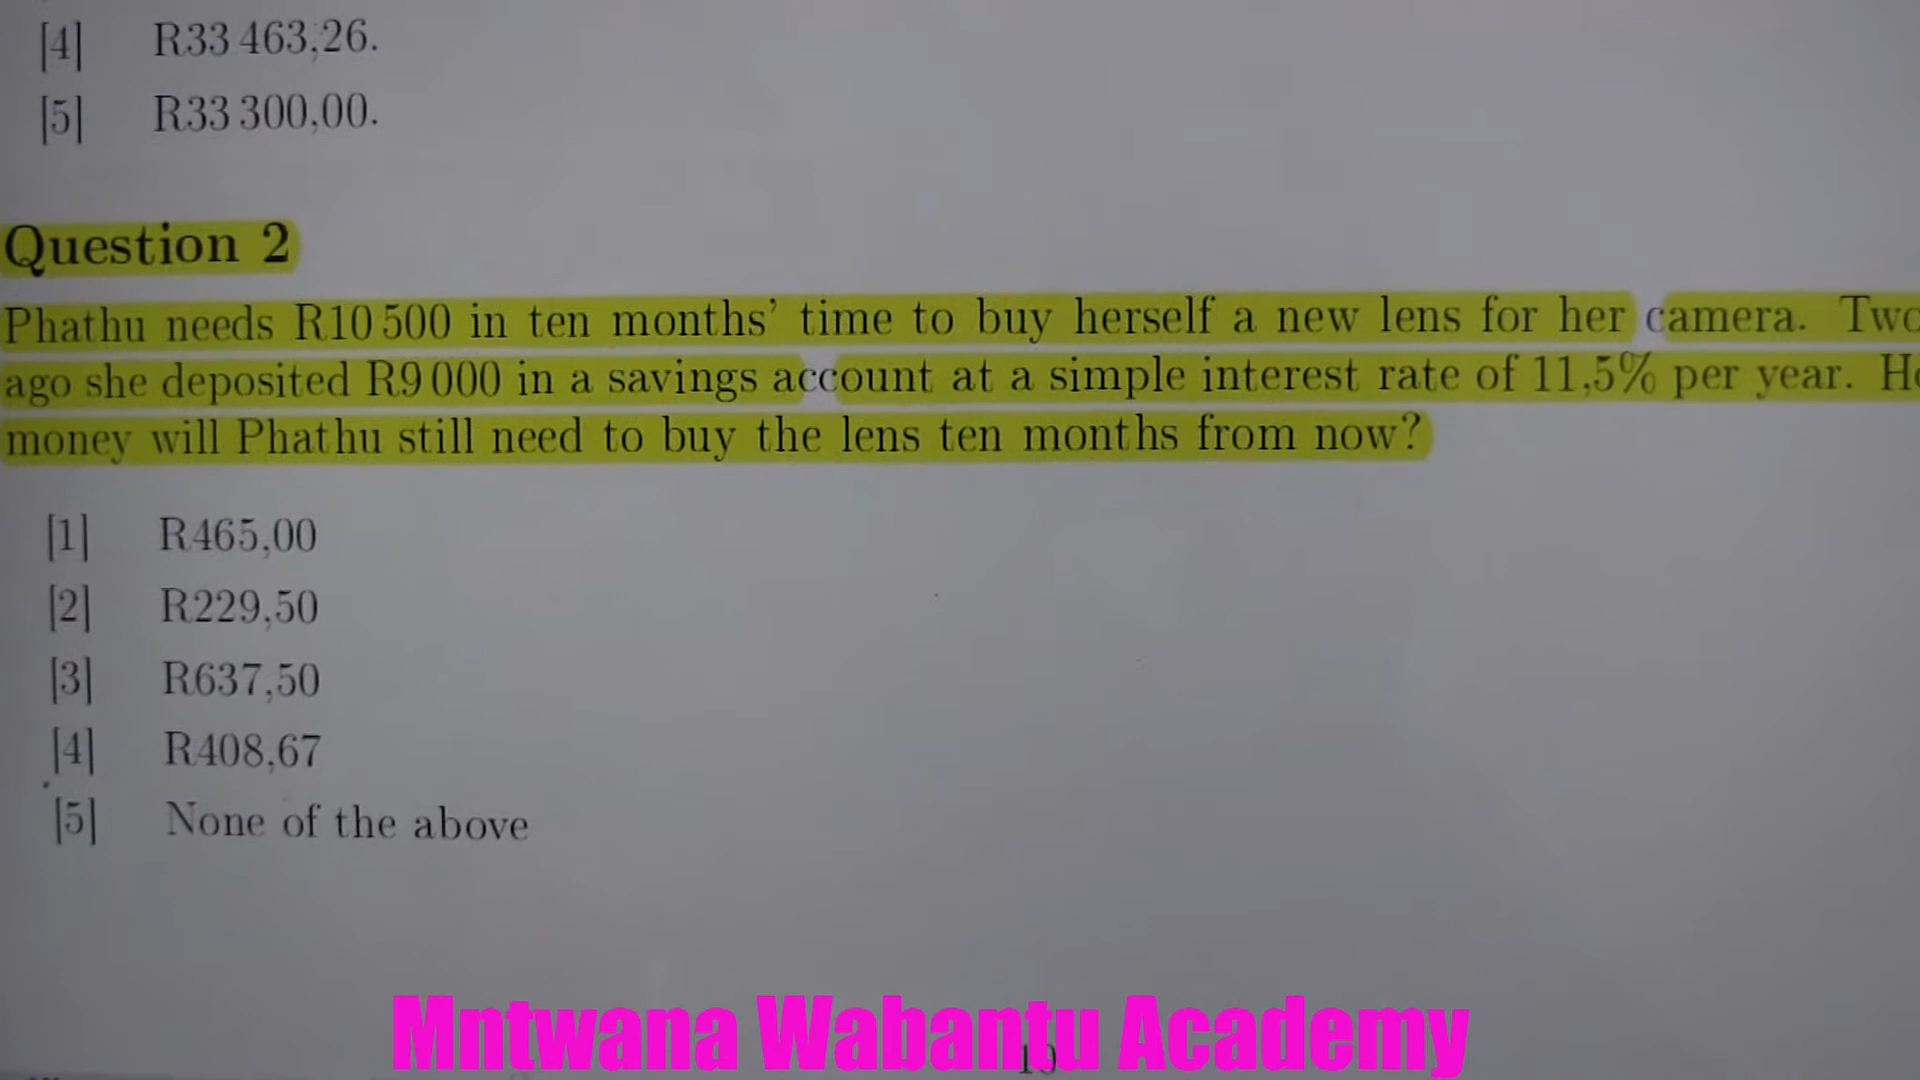 [4] R33 463,26.
[5] R33 300,00.
Question 2
Phathu needs R10 500 in ten months' time to buy herself a new lens for her camera. Two
ago she deposited R9 000 in a savings account at a simple interest rate of 11,5% per year.
money will Phathu still need to buy the lens ten months from now?
[1] R465,00
[2] R229,50
[3] R637,50
[4] R408,67
[5] None of the above
Mntwana Wabantu Academy